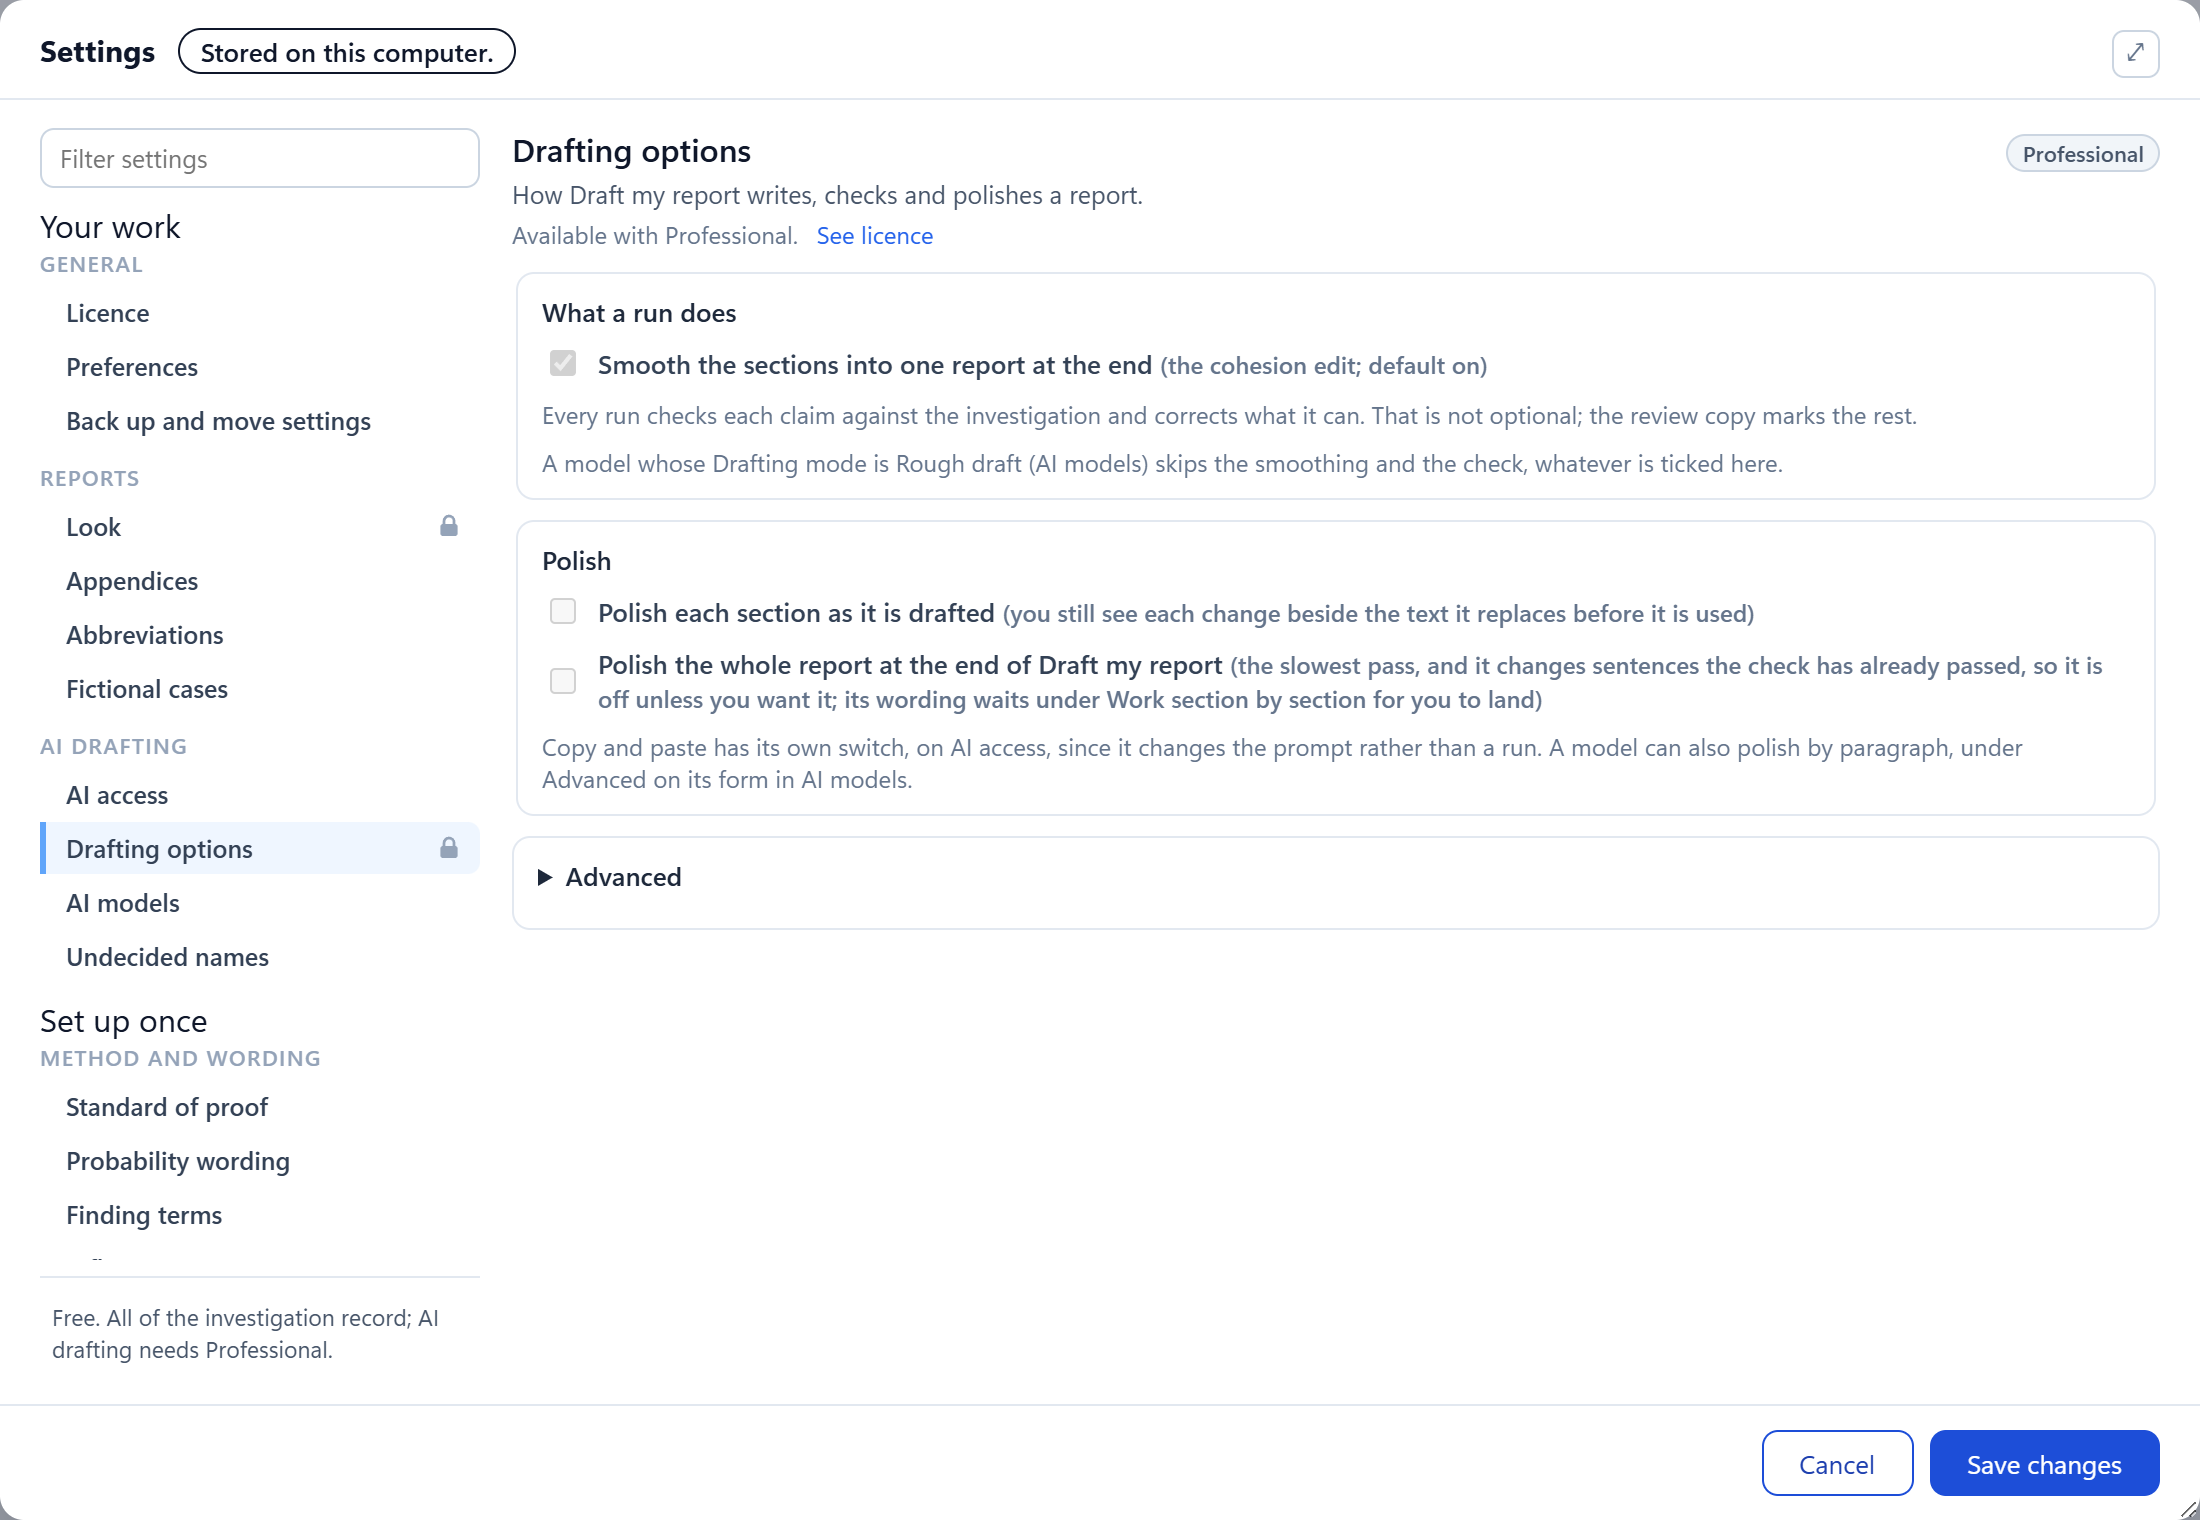 Settings
Stored on this computer.
Filter settings
Your work
GENERAL
Licence
Preferences
Back up and move settings
REPORTS
Look
Appendices
Abbreviations
Fictional cases
AI DRAFTING
AI access
Drafting options
AI models
Undecided names
Set up once
METHOD AND WORDING
Standard of proof
Probability wording
Finding terms
Free. All of the investigation record; AI
drafting needs Professional.
Drafting options
Professional
How Draft my report writes, checks and polishes a report.
Available with Professional. See licence
What a run does
Smooth the sections into one report at the end (the cohesion edit; default on)
Every run checks each claim against the investigation and corrects what it can. That is not optional; the review copy marks the rest.
A model whose Drafting mode is Rough draft (AI models) skips the smoothing and the check, whatever is ticked here.
Polish
Polish each section as it is drafted (you still see each change beside the text it replaces before it is used)
Polish the whole report at the end of Draft my report (the slowest pass, and it changes sentences the check has already passed, so it is
off unless you want it; its wording waits under Work section by section for you to land)
Copy and paste has its own switch, on AI access, since it changes the prompt rather than a run. A model can also polish by paragraph, under
Advanced on its form in AI models.
Advanced
Cancel
Save changes